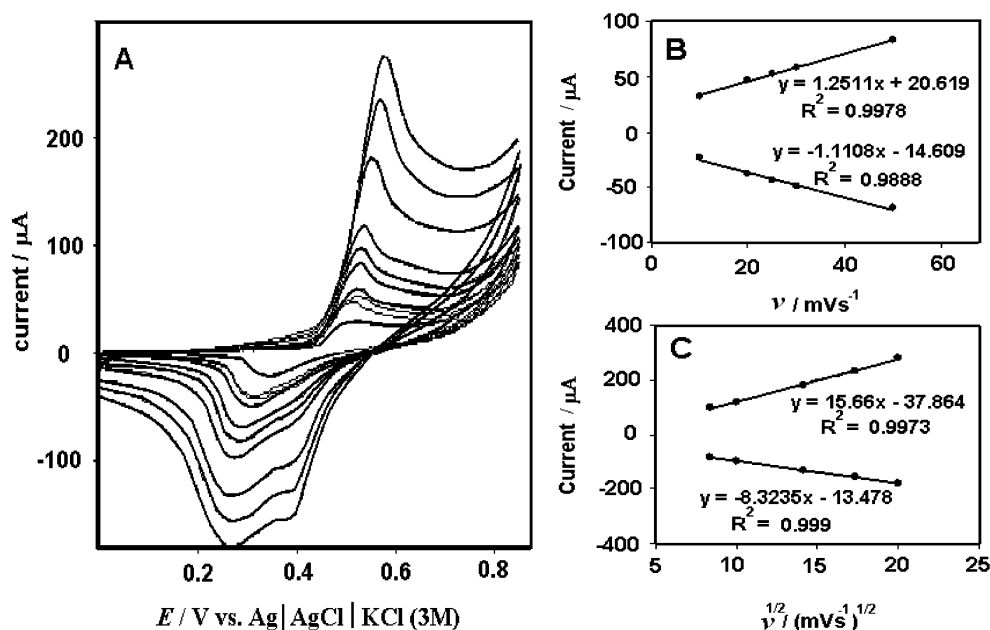 A
current / µA
200
100
0
-100
0.2
0.4
0.6
0.8
E / V vs. Ag|AgCl|KCl (3M)
B
Current / µA
100
50
0
-50
-100
y = 1.2511x + 20.619
R² = 0.9978
y = -1.1108x - 14.609
R² = 0.9888
0
20
40
60
ν / mVs⁻¹
C
Current / µA
400
200
0
-200
-400
y = 15.66x - 37.864
R² = 0.9973
y = -8.3235x - 13.478
R² = 0.999
5
10
15
20
25
ν^1/2 / (mVs⁻¹)^1/2